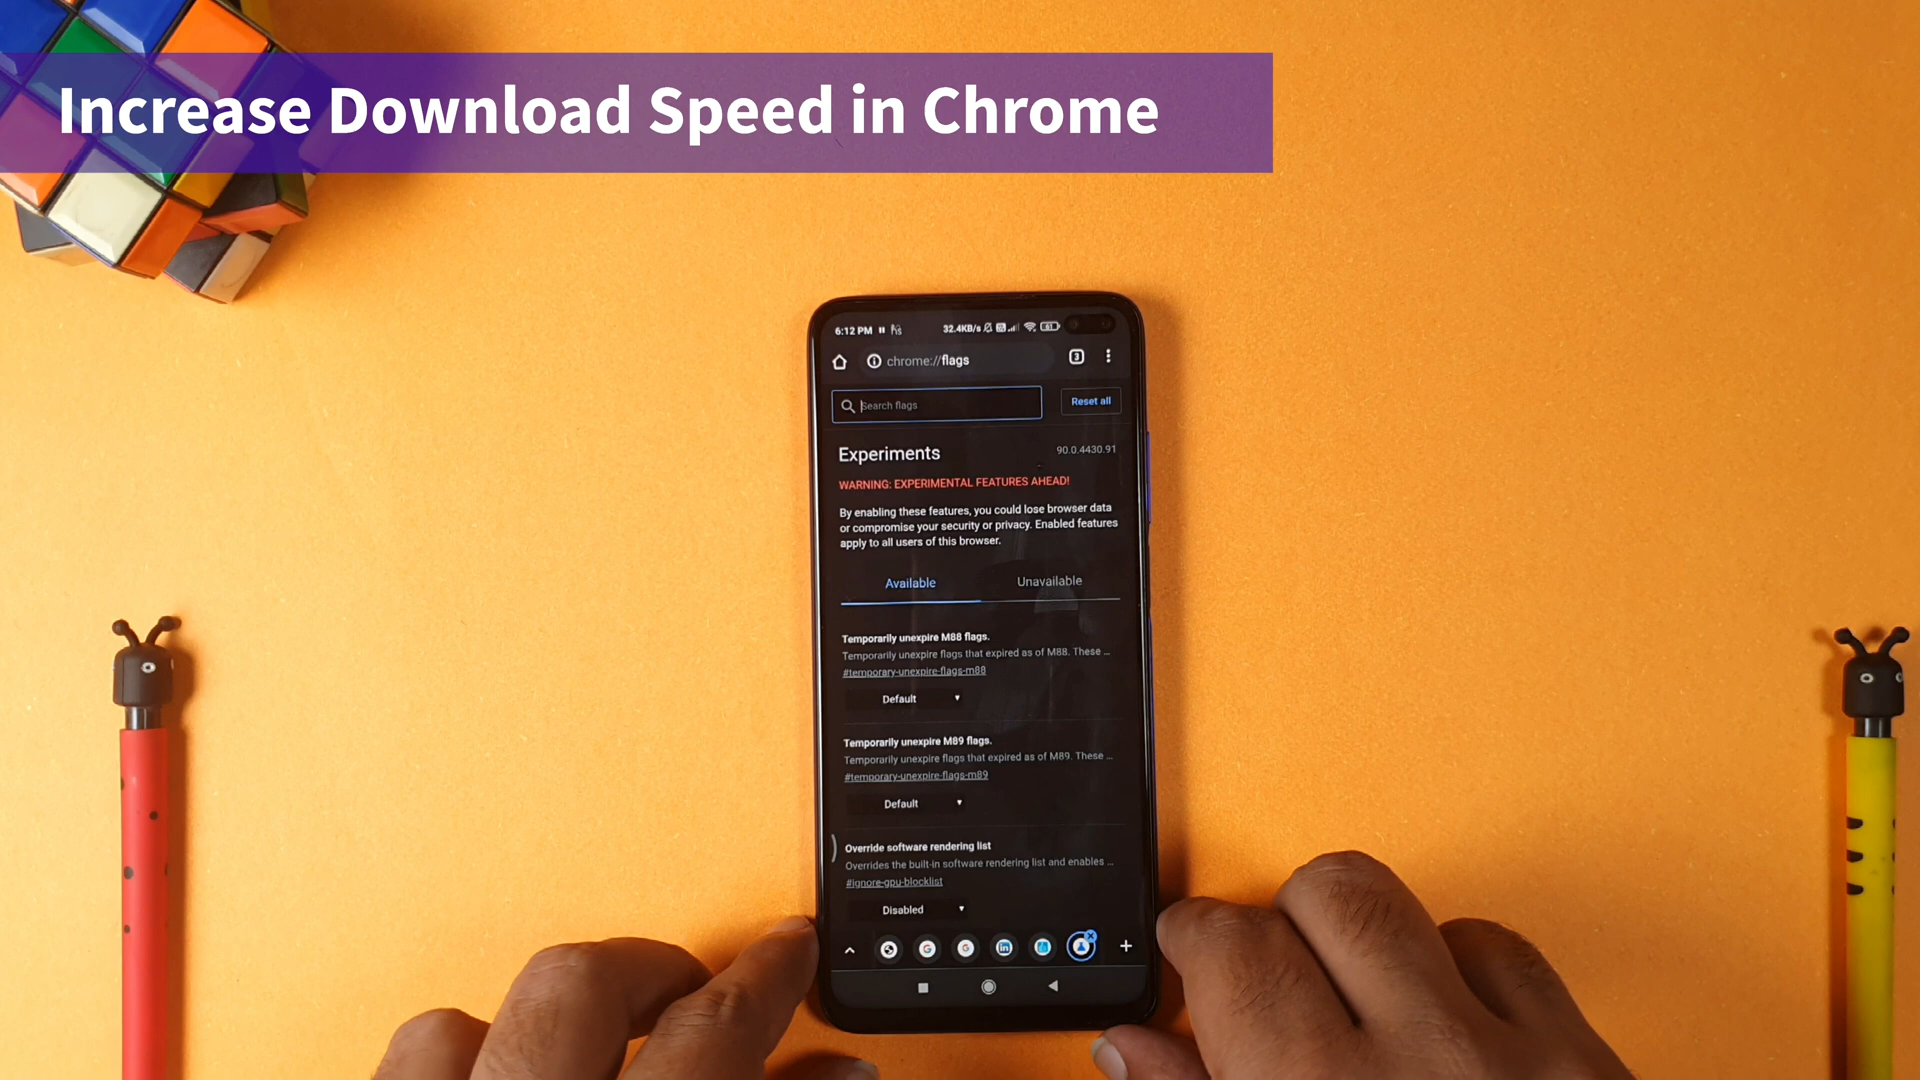 Increase Download Speed in Chrome
6:12 PM 32.4KB/s 61
chrome://flags 3
Search flags Reset all
Experiments 90.0.4430.91
WARNING: EXPERIMENTAL FEATURES AHEAD!
By enabling these features, you could lose browser data
or compromise your security or privacy. Enabled features
apply to all users of this browser.
Available Unavailable
Temporarily unexpire M88 flags.
Temporarily unexpire flags that expired as of M88. These ...
#temporary-unexpire-flags-m88
Default
Temporarily unexpire M89 flags.
Temporarily unexpire flags that expired as of M89. These ...
#temporary-unexpire-flags-m89
Default
Override software rendering list
Overrides the built-in software rendering list and enables ...
#ignore-gpu-blocklist
Disabled